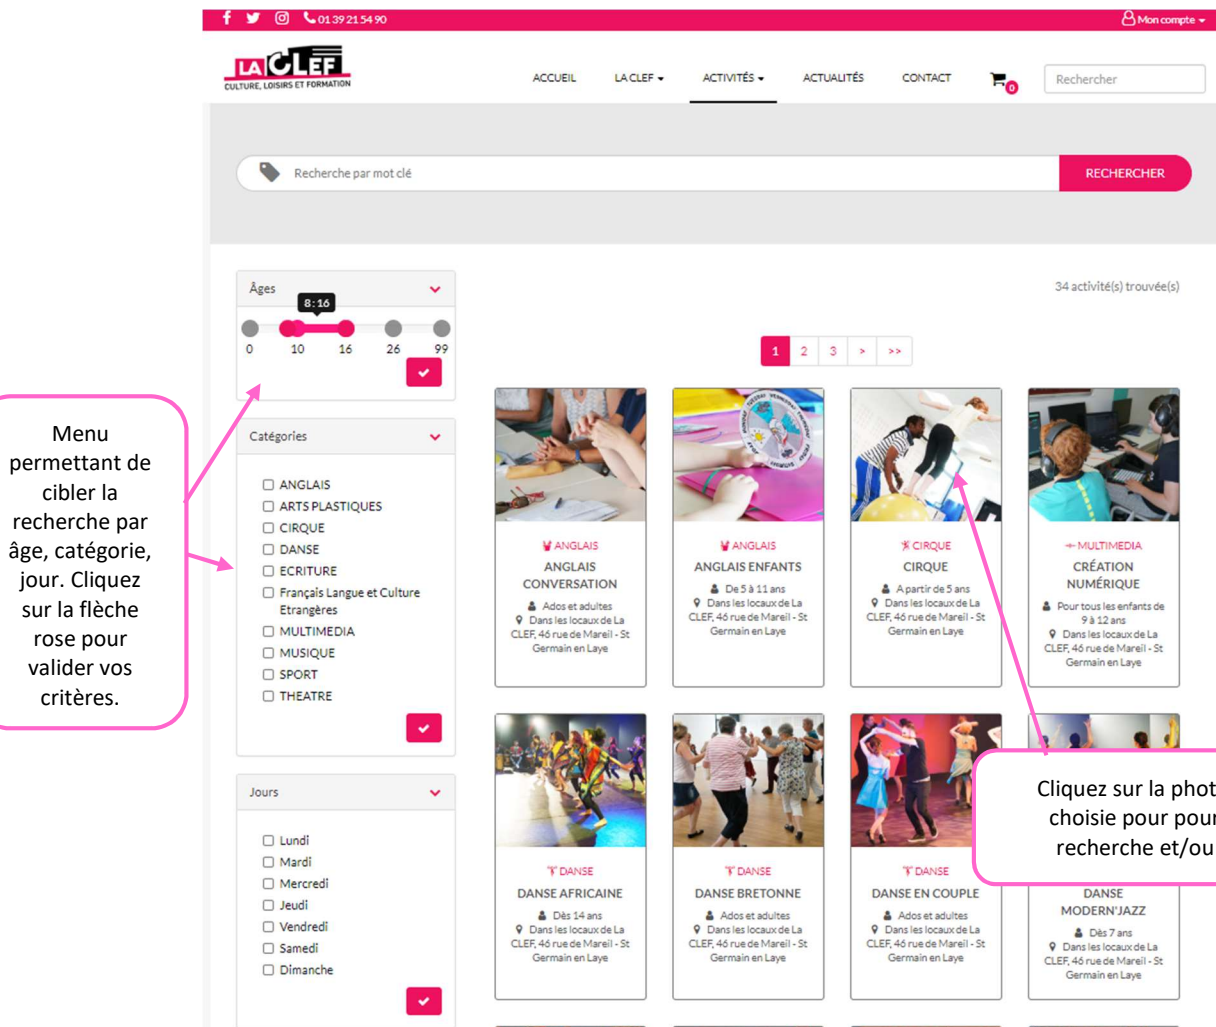 01 39 21 54 90
Mon compte
LA CLEF
CULTURE, LOISIRS ET FORMATION
ACCUEIL
LA CLEF
ACTIVITÉS
ACTUALITÉS
CONTACT
0
Rechercher
Recherche par mot clé
RECHERCHER
Âges
8 : 16
0 10 16 26 99
34 activité(s) trouvée(s)
1 2 3 > >>
Menu
permettant de
cibler la
recherche par
âge, catégorie,
jour. Cliquez
sur la flèche
rose pour
valider vos
critères.
Catégories
ANGLAIS
ARTS PLASTIQUES
CIRQUE
DANSE
ECRITURE
Français Langue et Culture
Etrangères
MULTIMEDIA
MUSIQUE
SPORT
THEATRE
Jours
Lundi
Mardi
Mercredi
Jeudi
Vendredi
Samedi
Dimanche
ANGLAIS
ANGLAIS
CONVERSATION
Ados et adultes
Dans les locaux de La
CLEF, 46 rue de Mareil - St
Germain en Laye
ANGLAIS
ANGLAIS ENFANTS
De 5 à 11 ans
Dans les locaux de La
CLEF, 46 rue de Mareil - St
Germain en Laye
CIRQUE
CIRQUE
A partir de 5 ans
Dans les locaux de La
CLEF, 46 rue de Mareil - St
Germain en Laye
MULTIMEDIA
CRÉATION
NUMÉRIQUE
Pour tous les enfants de
9 à 12 ans
Dans les locaux de La
CLEF, 46 rue de Mareil - St
Germain en Laye
DANSE
DANSE AFRICAINE
Dès 14 ans
Dans les locaux de La
CLEF, 46 rue de Mareil - St
Germain en Laye
DANSE
DANSE BRETONNE
Ados et adultes
Dans les locaux de La
CLEF, 46 rue de Mareil - St
Germain en Laye
DANSE
DANSE EN COUPLE
Ados et adultes
Dans les locaux de La
CLEF, 46 rue de Mareil - St
Germain en Laye
Cliquez sur la phot
choisie pour pour
recherche et/ou
DANSE
MODERN'JAZZ
Dès 7 ans
Dans les locaux de La
CLEF, 46 rue de Mareil - St
Germain en Laye